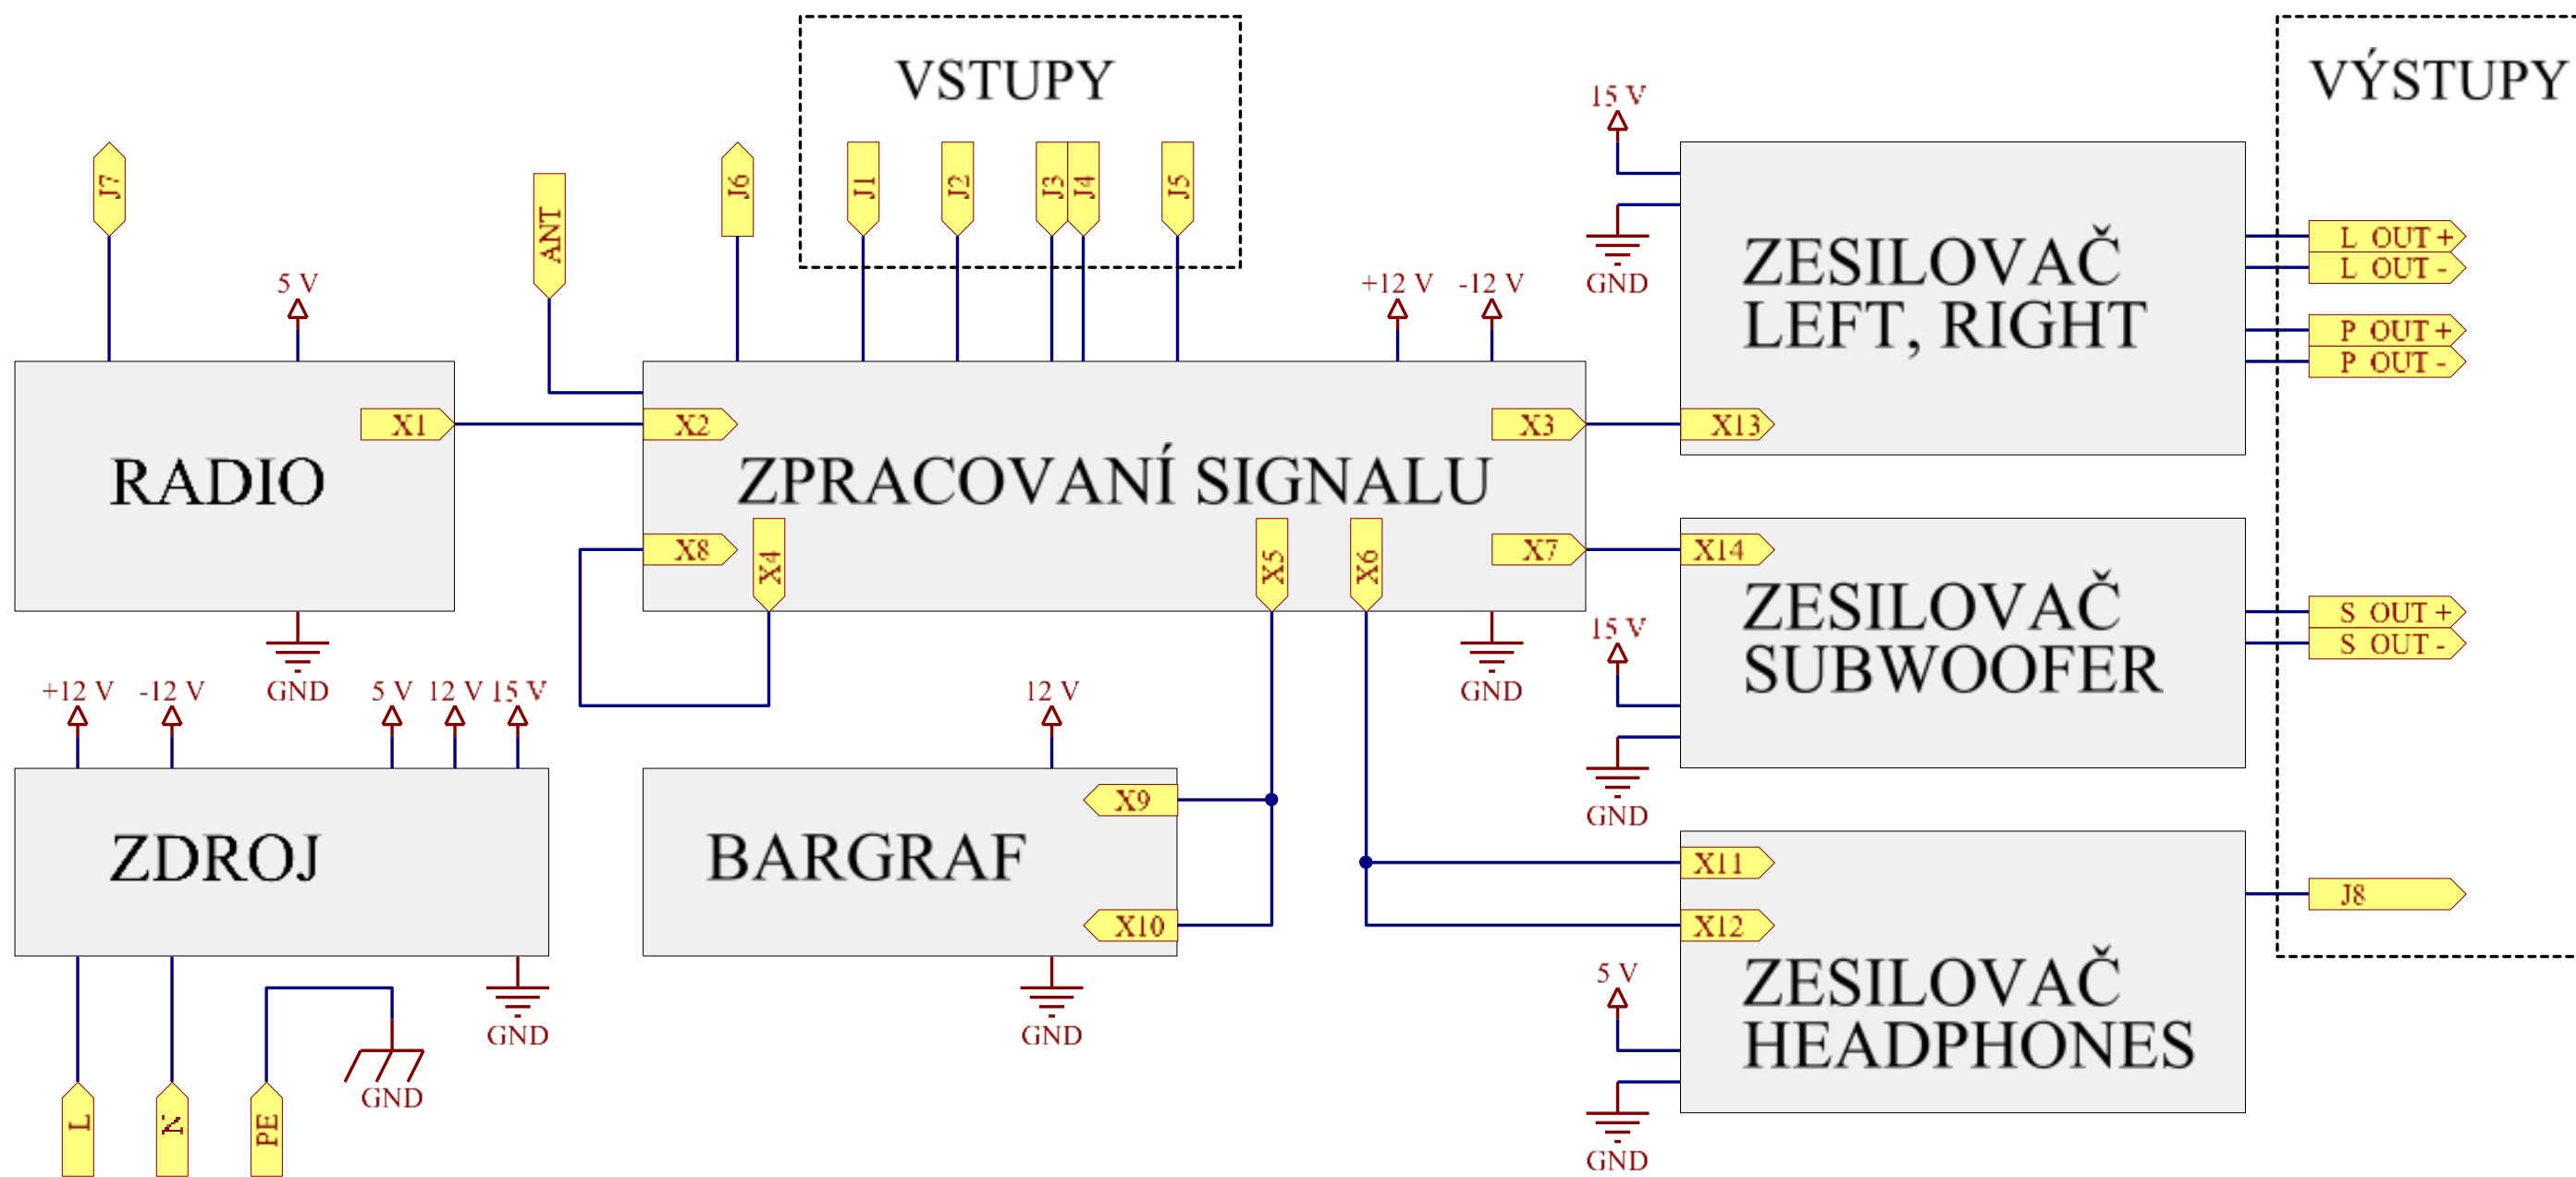 VSTUPY
VÝSTUPY
15 V
J7
ANT
J6
J1
J2
J3
J4
J5
5 V
+12 V
-12 V
GND
ZESILOVAČ
LEFT, RIGHT
L OUT +
L OUT -
P OUT +
P OUT -
X1
X2
X3
X13
RADIO
ZPRACOVANÍ SIGNALU
X8
X4
X5
X6
X7
X14
ZESILOVAČ
SUBWOOFER
S OUT +
S OUT -
15 V
GND
GND
GND
+12 V
-12 V
5 V
12 V
15 V
12 V
ZDROJ
BARGRAF
X9
X10
X11
X12
J8
ZESILOVAČ
HEADPHONES
5 V
GND
GND
GND
GND
L
N
PE